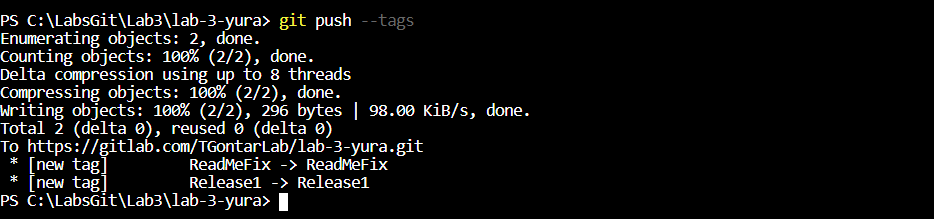 PS C:\LabsGit\Lab3\lab-3-yura> git push --tags
Enumerating objects: 2, done.
Counting objects: 100% (2/2), done.
Delta compression using up to 8 threads
Compressing objects: 100% (2/2), done.
Writing objects: 100% (2/2), 296 bytes | 98.00 KiB/s, done.
Total 2 (delta 0), reused 0 (delta 0)
To https://gitlab.com/TGontarLab/lab-3-yura.git
 * [new tag]         ReadMeFix -> ReadMeFix
 * [new tag]         Release1 -> Release1
PS C:\LabsGit\Lab3\lab-3-yura>